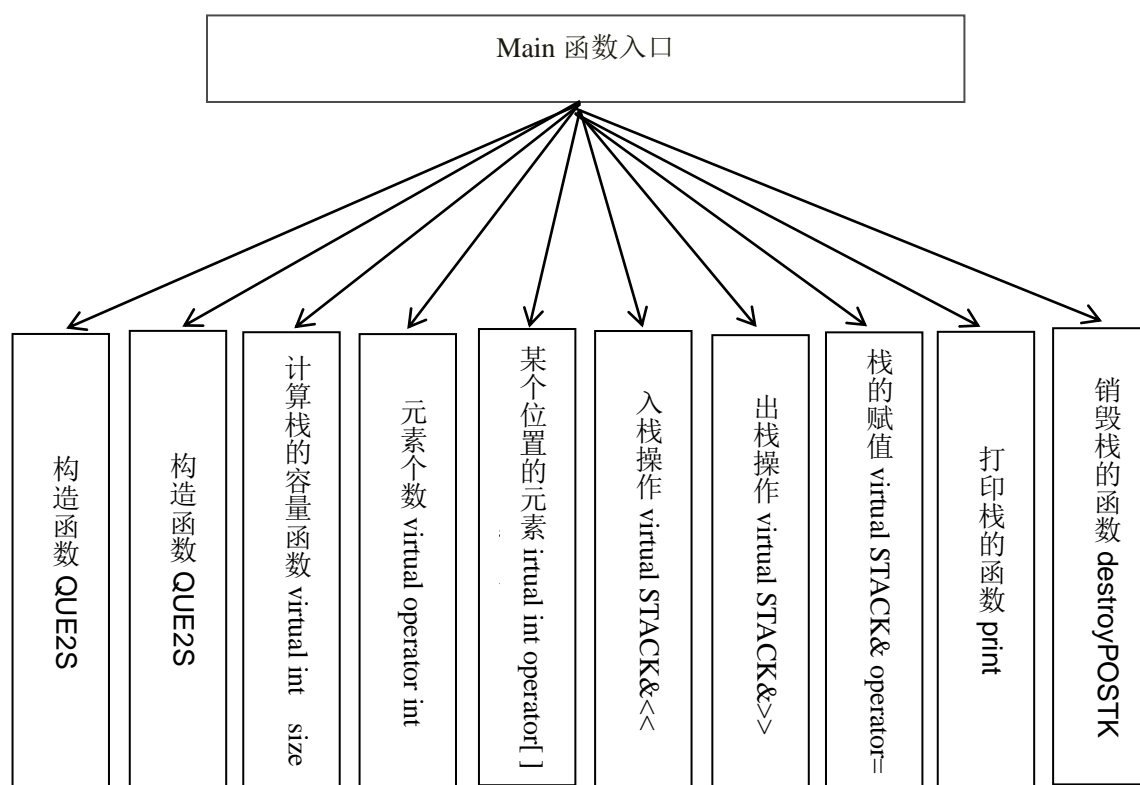 Main 函数入口
构造函数 QUE2S
构造函数 QUE2S
计算栈的容量函数 virtual int size
元素个数 virtual operator int
某个位置的元素 irtual int operator[ ]
入栈操作 virtual STACK&<<
出栈操作 virtual STACK&>>
栈的赋值 virtual STACK& operator=
打印栈的函数 print
销毁栈的函数 destroyPOSTK